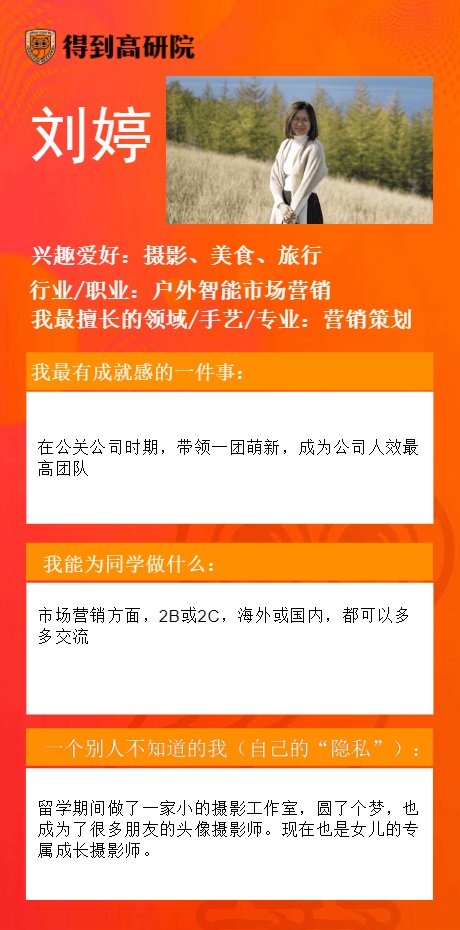 得到高研院
刘婷
兴趣爱好：摄影、美食、旅行
行业/职业：户外智能市场营销
我最擅长的领域/手艺/专业：营销策划
我最有成就感的一件事：
在公关公司时期，带领一团萌新，成为公司人效最
高团队
我能为同学做什么：
市场营销方面，2B或2C，海外或国内，都可以多
多交流
一个别人不知道的我（自己的“隐私”）：
留学期间做了一家小的摄影工作室，圆了个梦，也
成为了很多朋友的头像摄影师。现在也是女儿的专
属成长摄影师。